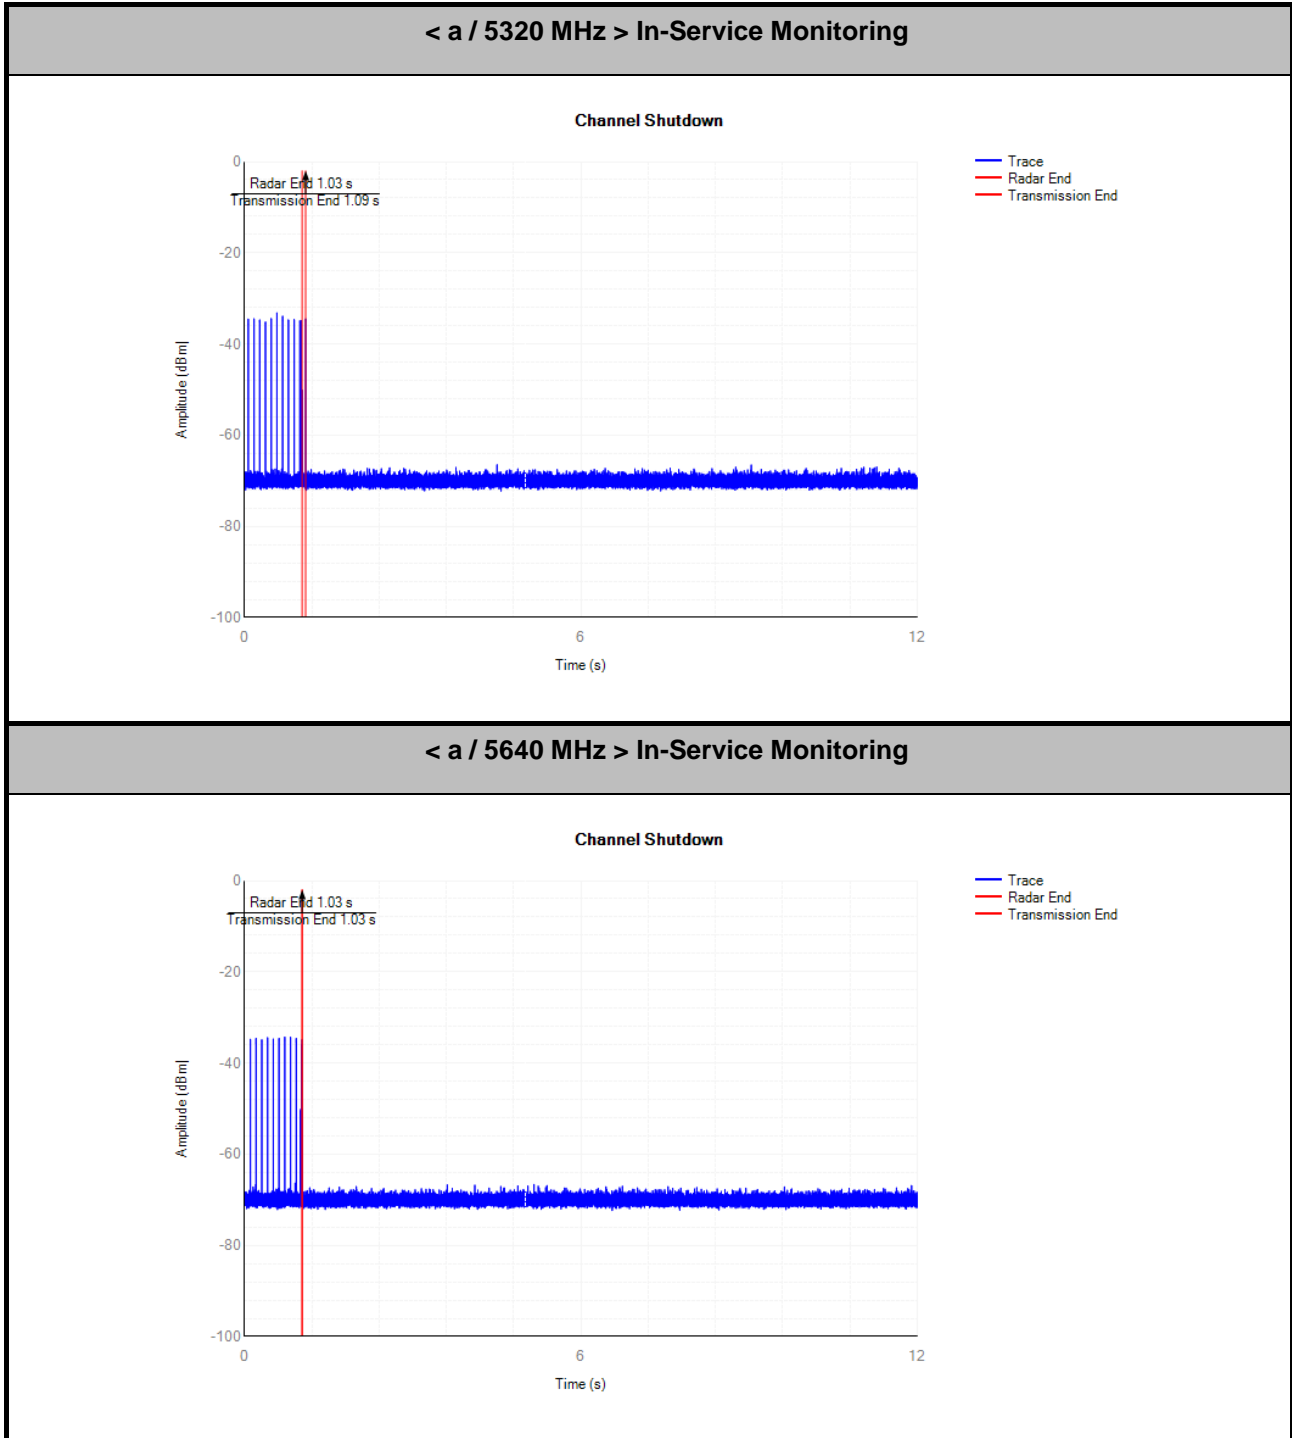 < a / 5320 MHz > In-Service Monitoring
Channel Shutdown
0
Radar End 1.03 s
Transmission End 1.09 s
Trace
Radar End
Transmission End
-20
-40
Amplitude (dBm)
-60
-80
-100
0
6
12
Time (s)
< a / 5640 MHz > In-Service Monitoring
Channel Shutdown
0
Radar End 1.03 s
Transmission End 1.03 s
Trace
Radar End
Transmission End
-20
-40
Amplitude (dBm)
-60
-80
-100
0
6
12
Time (s)